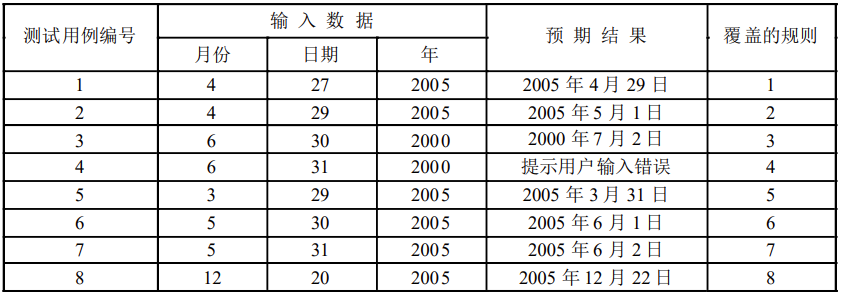 测试用例编号 输入数据 预期结果 覆盖的规则
月份 日期 年
1 4 27 2005 2005 年 4 月 29 日 1
2 4 29 2005 2005 年 5 月 1 日 2
3 6 30 2000 2000 年 7 月 2 日 3
4 6 31 2000 提示用户输入错误 4
5 3 29 2005 2005 年 3 月 31 日 5
6 5 30 2005 2005 年 6 月 1 日 6
7 5 31 2005 2005 年 6 月 2 日 7
8 12 20 2005 2005 年 12 月 22 日 8